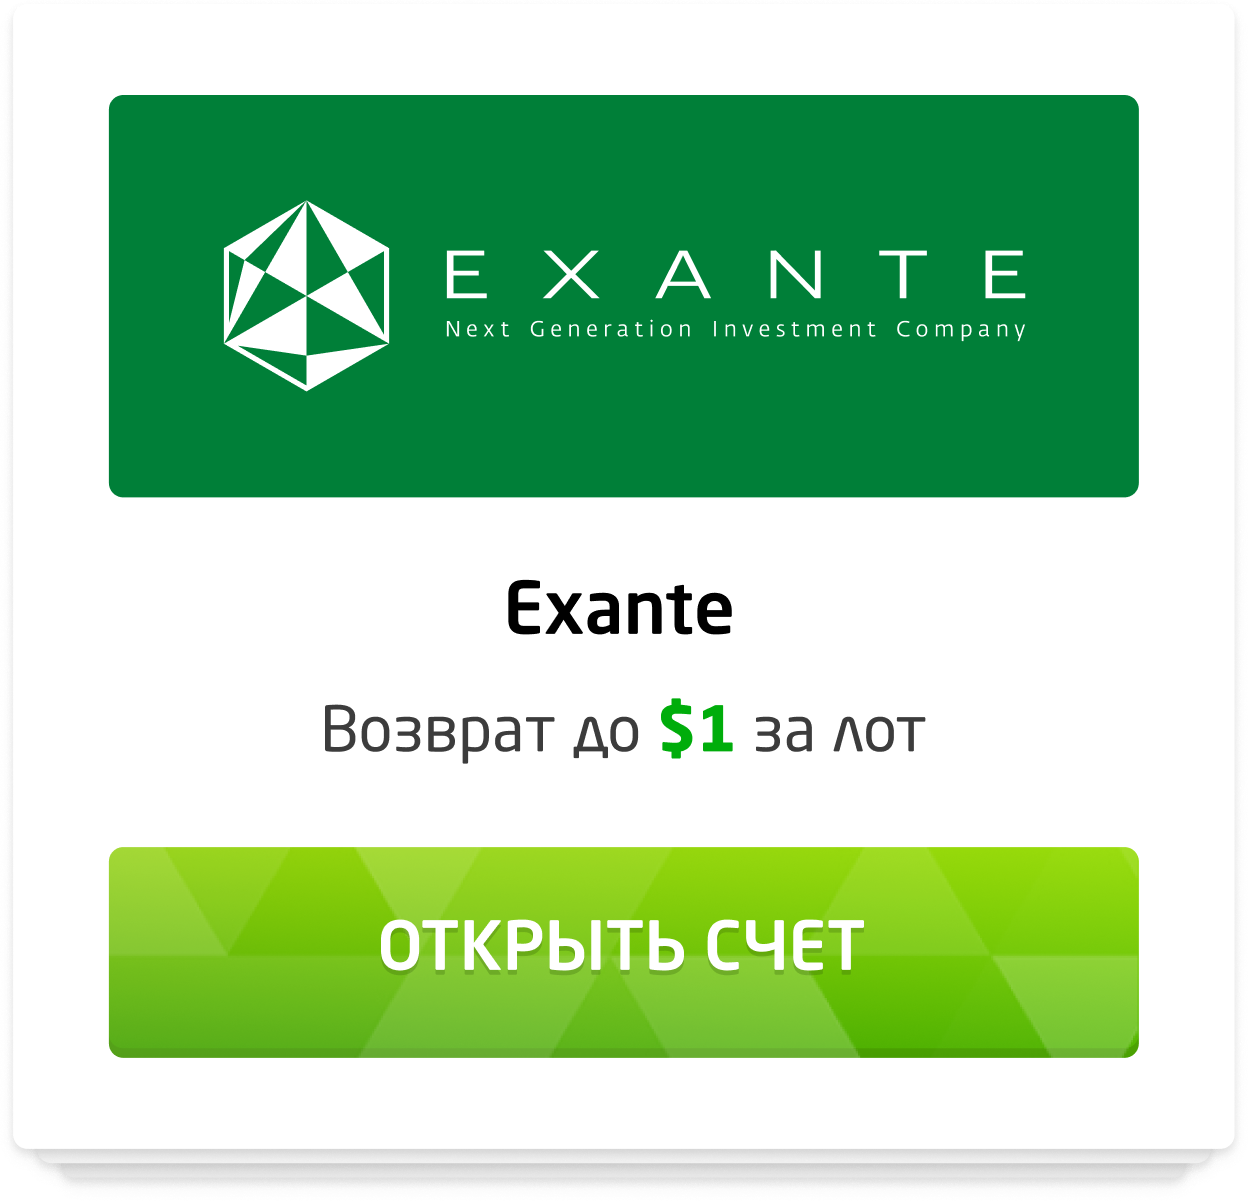 EXANTE
Next Generation Investment Company
Exante
Возврат до $1 за лот
ОТКРЫТЬ СЧЕТ